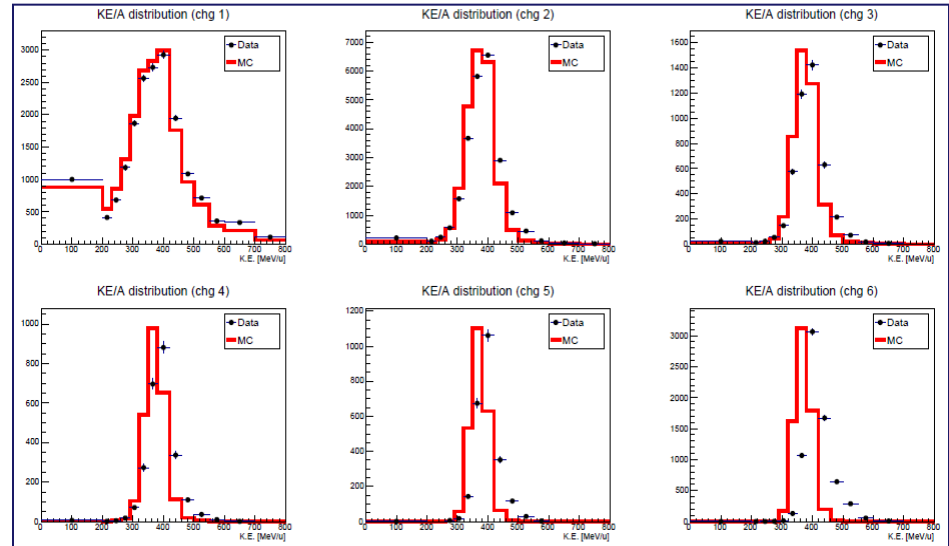 KE/A distribution (chg 1)
3000
2500
2000
1500
1000
500
0
0 100 200 300 400 500 600 700 800
K.E. [MeV/u]
Data
MC
KE/A distribution (chg 2)
7000
6000
5000
4000
3000
2000
1000
0
0 100 200 300 400 500 600 700 800
K.E. [MeV/u]
Data
MC
KE/A distribution (chg 3)
1600
1400
1200
1000
800
600
400
200
0
0 100 200 300 400 500 600 700 800
K.E. [MeV/u]
Data
MC
KE/A distribution (chg 4)
1000
800
600
400
200
0
0 100 200 300 400 500 600 700 800
K.E. [MeV/u]
Data
MC
KE/A distribution (chg 5)
1200
1000
800
600
400
200
0
0 100 200 300 400 500 600 700 800
K.E. [MeV/u]
Data
MC
KE/A distribution (chg 6)
3000
2500
2000
1500
1000
500
0
0 100 200 300 400 500 600 700 800
K.E. [MeV/u]
Data
MC